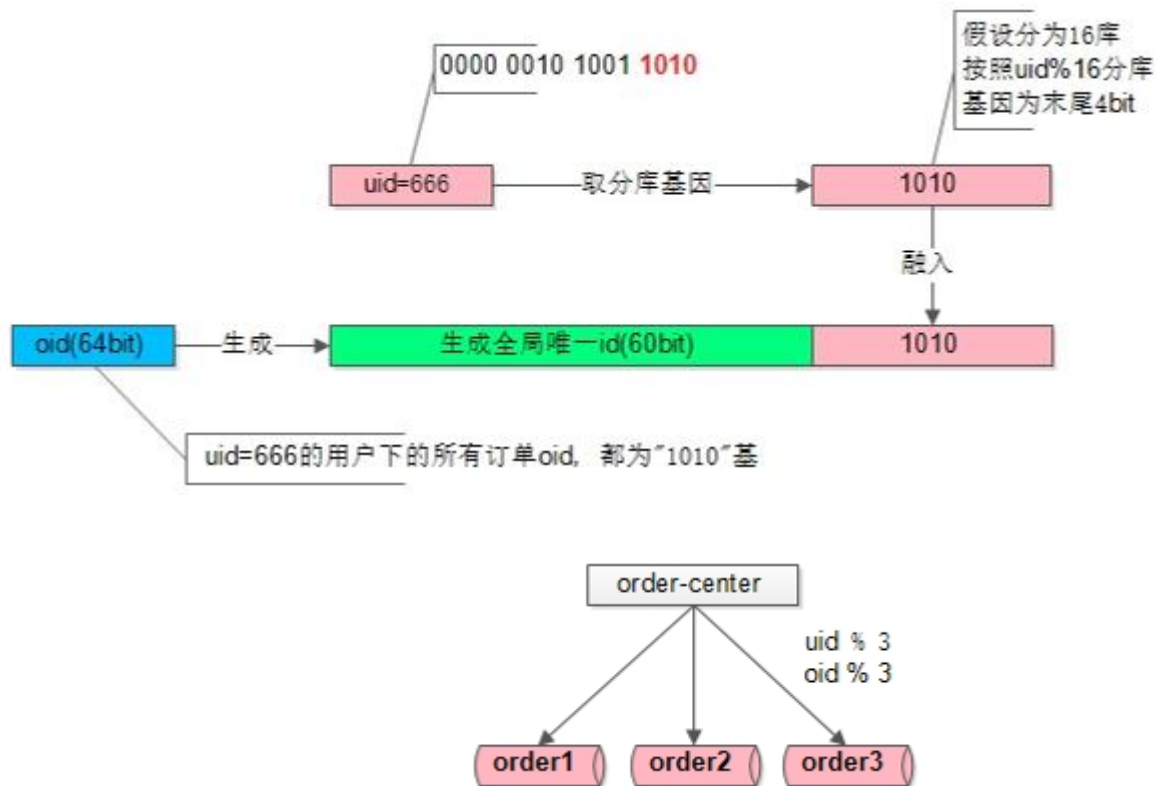 0000 0010 1001 1010
假设分为16库
按照uid%16分库
基因为末尾4bit
uid=666
取分库基因
1010
融入
oid(64bit)
生成
生成全局唯一id(60bit)
1010
uid=666的用户下的所有订单oid, 都为"1010"基
order-center
uid % 3
oid % 3
order1
order2
order3